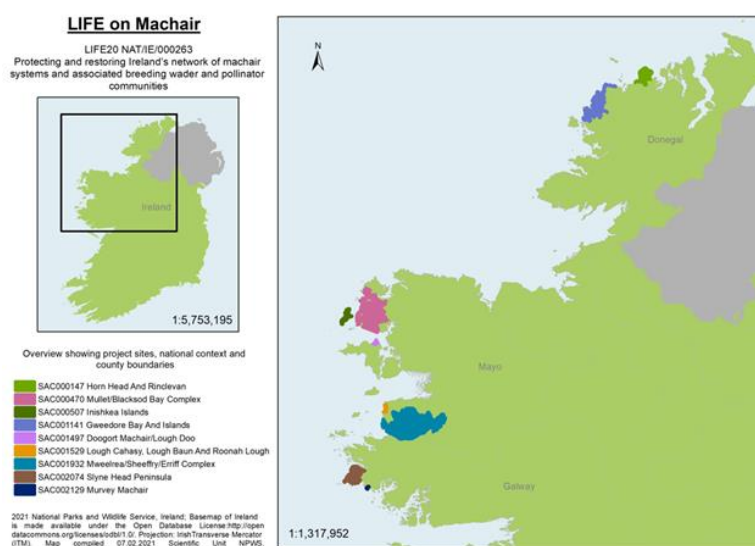 LIFE on Machair
LIFE20 NAT/IE/000263
Protecting and restoring Ireland's network of machair
systems and associated breeding wader and pollinator
communities
Ireland
1:5,753,195
Overview showing project sites, national context and
county boundaries
SAC000147 Horn Head And Rinclevan
SAC000470 Mullet/Blacksod Bay Complex
SAC000507 Inishkea Islands
SAC001141 Gweedore Bay And Islands
SAC001497 Doogort Machair/Lough Doo
SAC001529 Lough Cahasy, Lough Baun And Roonah Lough
SAC001932 Mweelrea/Sheeffry/Erriff Complex
SAC002074 Slyne Head Peninsula
SAC002129 Murvey Machair
2021 National Parks and Wildlife Service, Ireland; Basemap of Ireland
is made available under the Open Database License:http://open
datacommons.org/licenses/odbl/1.0/. Projection: IrishTransverse Mercator
(ITM). Map compiled 07.02.2021 Scientific Unit NPWS.
N
Donegal
Mayo
Galway
1:1,317,952